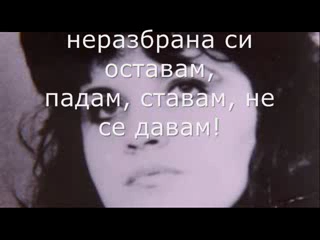 неразбрана си
оставам,
падам, ставам, не
се давам!